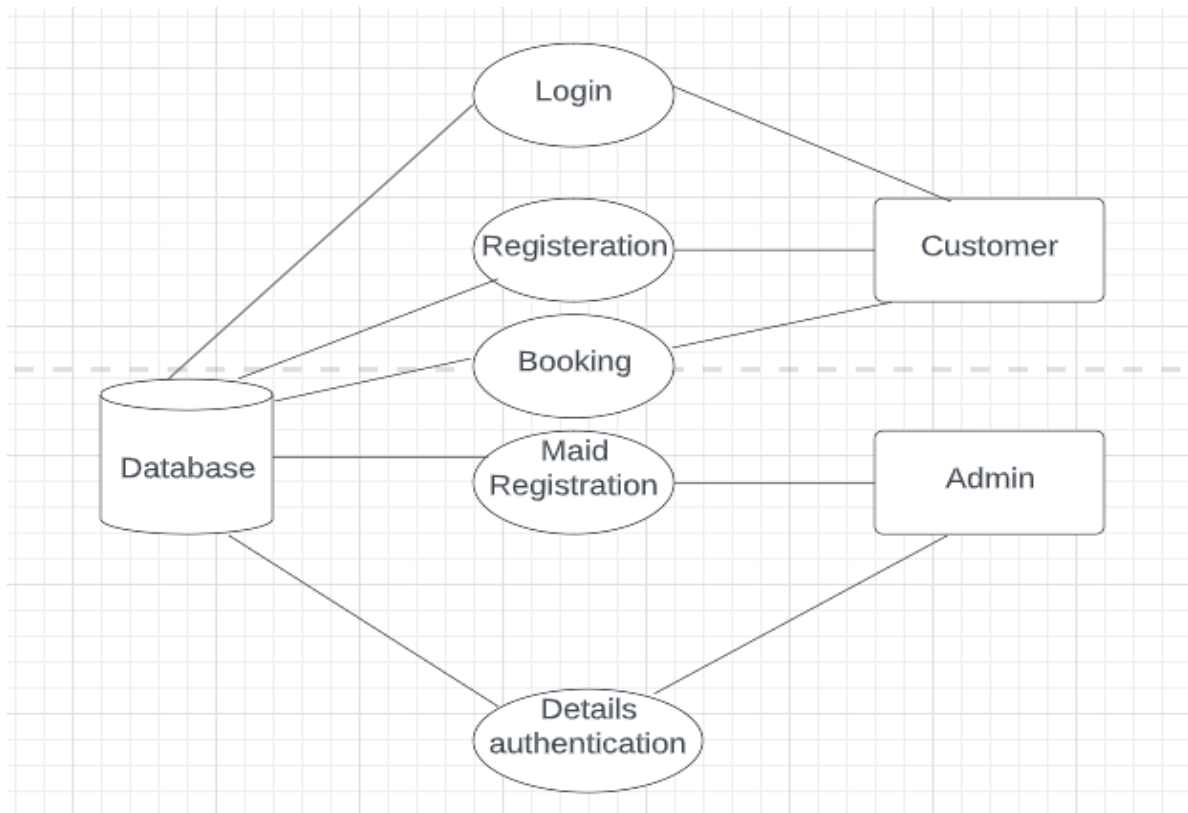 Login
Registeration
Customer
Booking
Database
Maid
Registration
Admin
Details
authentication